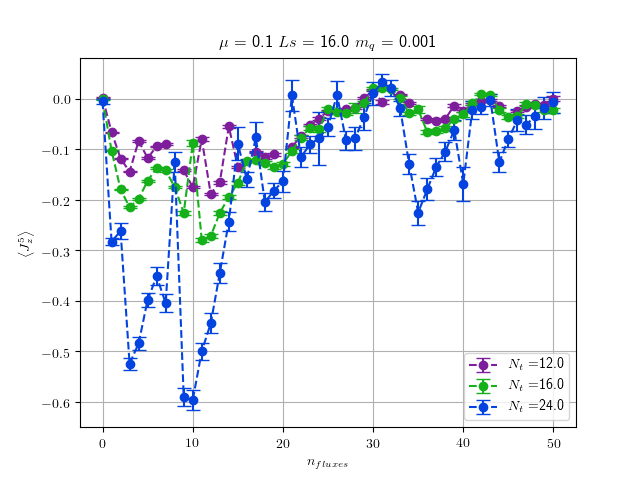 μ = 0.1 Ls = 16.0 m_q = 0.001
⟨J_z^5⟩
0.0
−0.1
−0.2
−0.3
−0.4
−0.5
−0.6
0 10 20 30 40 50
n_fluxes
N_t =12.0
N_t =16.0
N_t =24.0